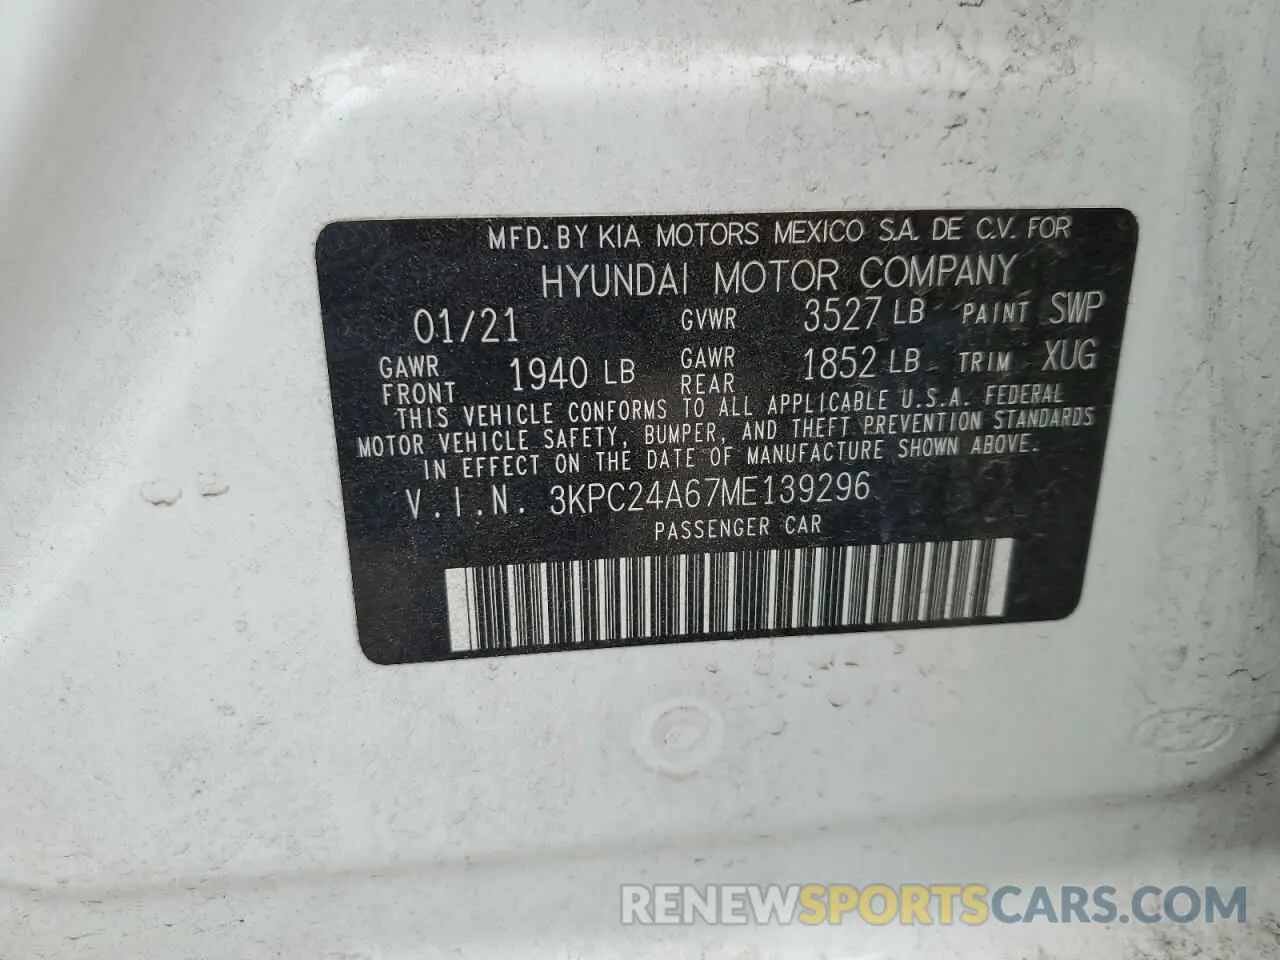 MFD. BY KIA MOTORS MEXICO S.A. DE C.V. FOR
HYUNDAI MOTOR COMPANY
01/21 GVWR 3527 LB PAINT SWP
GAWR FRONT 1940 LB GAWR REAR 1852 LB TRIM XUG
THIS VEHICLE CONFORMS TO ALL APPLICABLE U.S.A. FEDERAL
MOTOR VEHICLE SAFETY, BUMPER, AND THEFT PREVENTION STANDARDS
IN EFFECT ON THE DATE OF MANUFACTURE SHOWN ABOVE.
V.I.N. 3KPC24A67ME139296
PASSENGER CAR
RENEWSPORTSCARS.COM